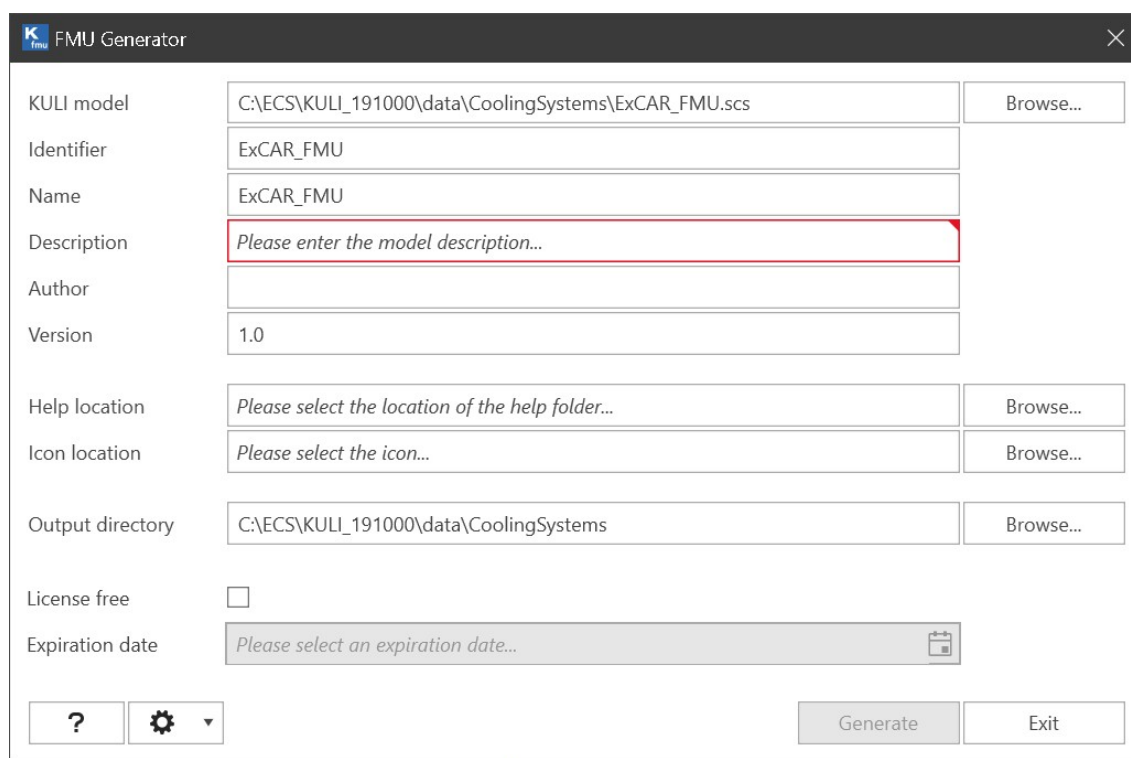 K
fmu
FMU Generator
KULI model
C:\ECS\KULI_191000\data\CoolingSystems\ExCAR_FMU.scs
Browse...
Identifier
ExCAR_FMU
Name
ExCAR_FMU
Description
Please enter the model description...
Author
Version
1.0
Help location
Please select the location of the help folder...
Browse...
Icon location
Please select the icon...
Browse...
Output directory
C:\ECS\KULI_191000\data\CoolingSystems
Browse...
License free
Expiration date
Please select an expiration date...
?
Generate
Exit